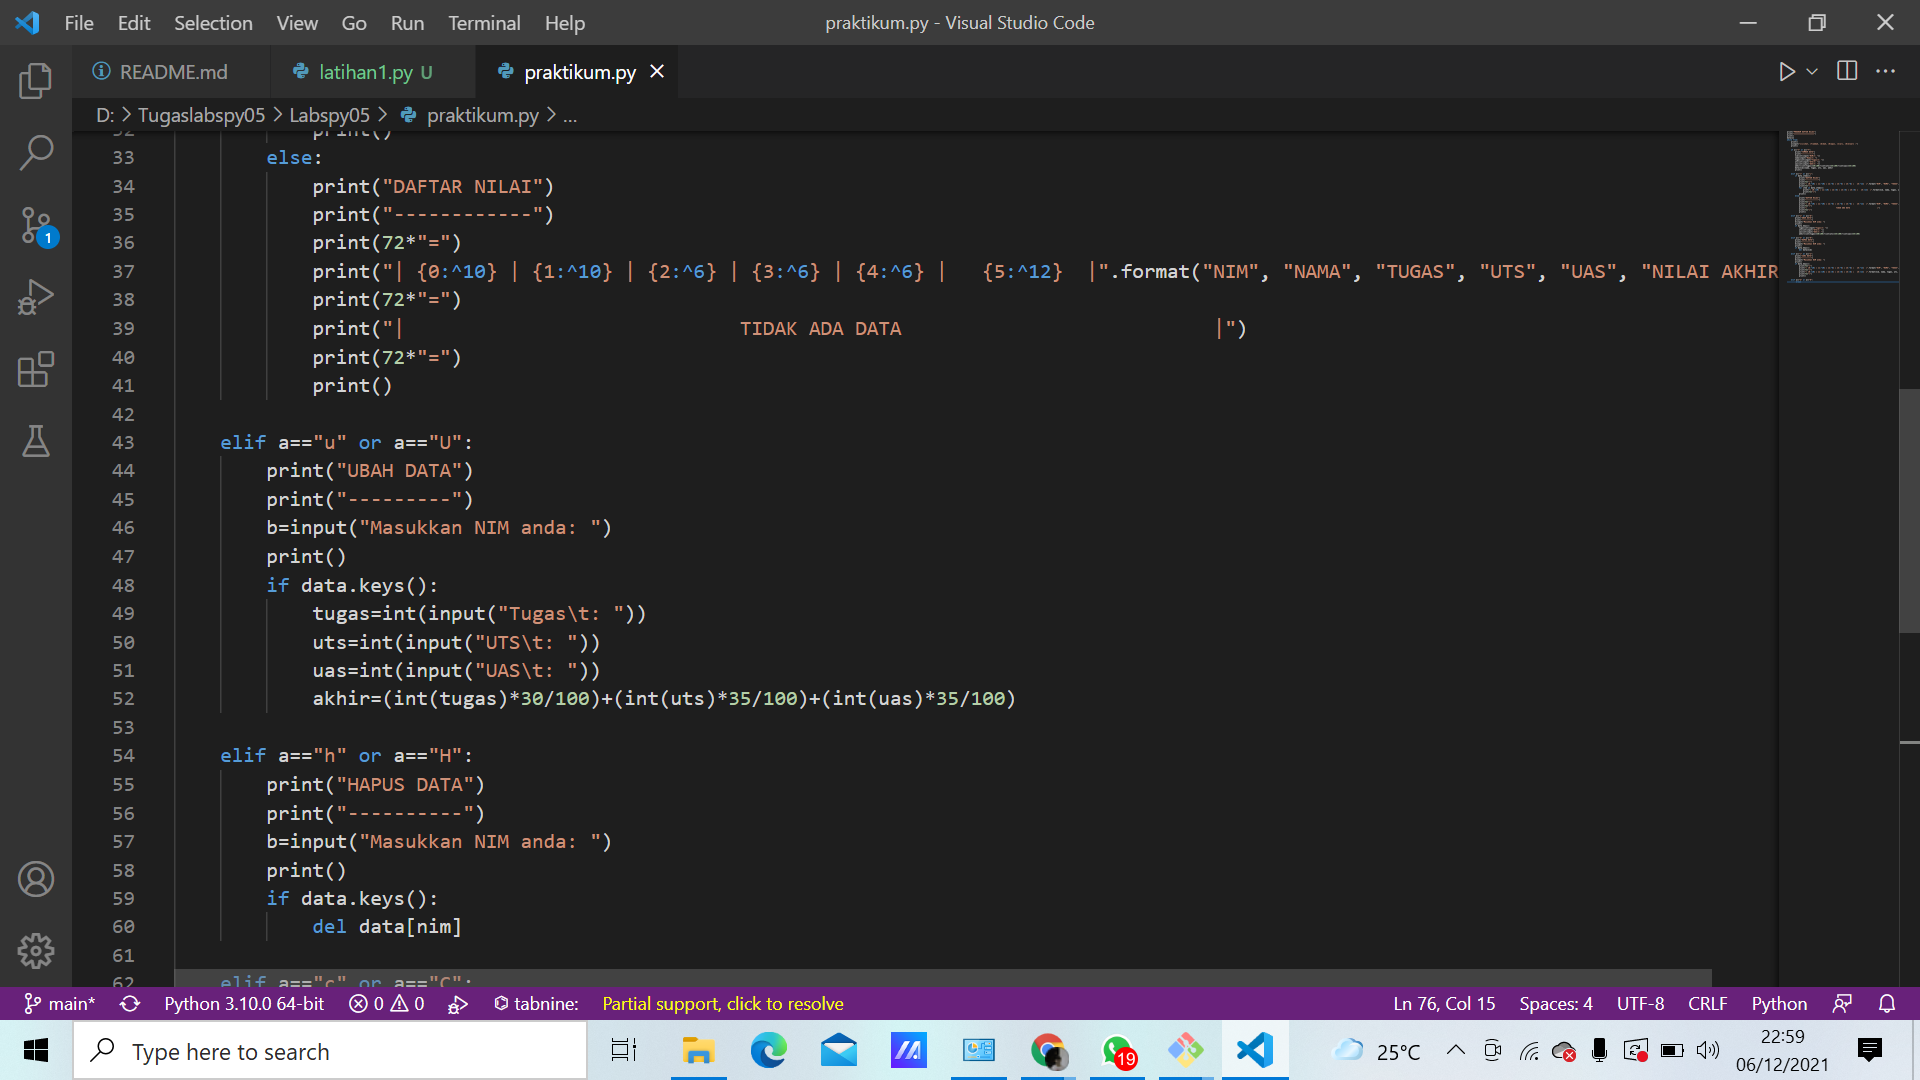 File Edit Selection View Go Run Terminal Help praktikum.py - Visual Studio Code
README.md latihan1.py U praktikum.py
D: > Tugaslabspy05 > Labspy05 > praktikum.py > ...
32 print()
33 else:
34 print("DAFTAR NILAI")
35 print("------------")
36 print(72*"=")
37 print("| {0:^10} | {1:^10} | {2:^6} | {3:^6} | {4:^6} |   {5:^12}  |".format("NIM", "NAMA", "TUGAS", "UTS", "UAS", "NILAI AKHIR
38 print(72*"=")
39 print("|                             TIDAK ADA DATA                           |")
40 print(72*"=")
41 print()
42
43 elif a=="u" or a=="U":
44 print("UBAH DATA")
45 print("---------")
46 b=input("Masukkan NIM anda: ")
47 print()
48 if data.keys():
49 tugas=int(input("Tugas\t: "))
50 uts=int(input("UTS\t: "))
51 uas=int(input("UAS\t: "))
52 akhir=(int(tugas)*30/100)+(int(uts)*35/100)+(int(uas)*35/100)
53
54 elif a=="h" or a=="H":
55 print("HAPUS DATA")
56 print("----------")
57 b=input("Masukkan NIM anda: ")
58 print()
59 if data.keys():
60 del data[nim]
61
62 elif a=="c" or a=="C":
1
main* Python 3.10.0 64-bit 0 0 tabnine: Partial support, click to resolve Ln 76, Col 15 Spaces: 4 UTF-8 CRLF Python
Type here to search 19 25°C 22:59
06/12/2021